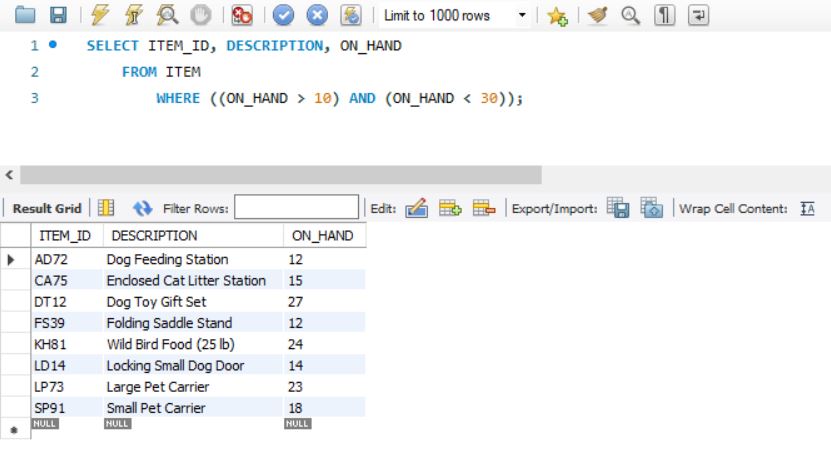 Limit to 1000 rows
1 SELECT ITEM_ID, DESCRIPTION, ON_HAND
2 FROM ITEM
3 WHERE ((ON_HAND > 10) AND (ON_HAND < 30));
Result Grid Filter Rows: Edit: Export/Import: Wrap Cell Content: IA
ITEM_ID DESCRIPTION ON_HAND
AD72 Dog Feeding Station 12
CA75 Enclosed Cat Litter Station 15
DT12 Dog Toy Gift Set 27
FS39 Folding Saddle Stand 12
KH81 Wild Bird Food (25 lb) 24
LD14 Locking Small Dog Door 14
LP73 Large Pet Carrier 23
SP91 Small Pet Carrier 18
NULL NULL NULL